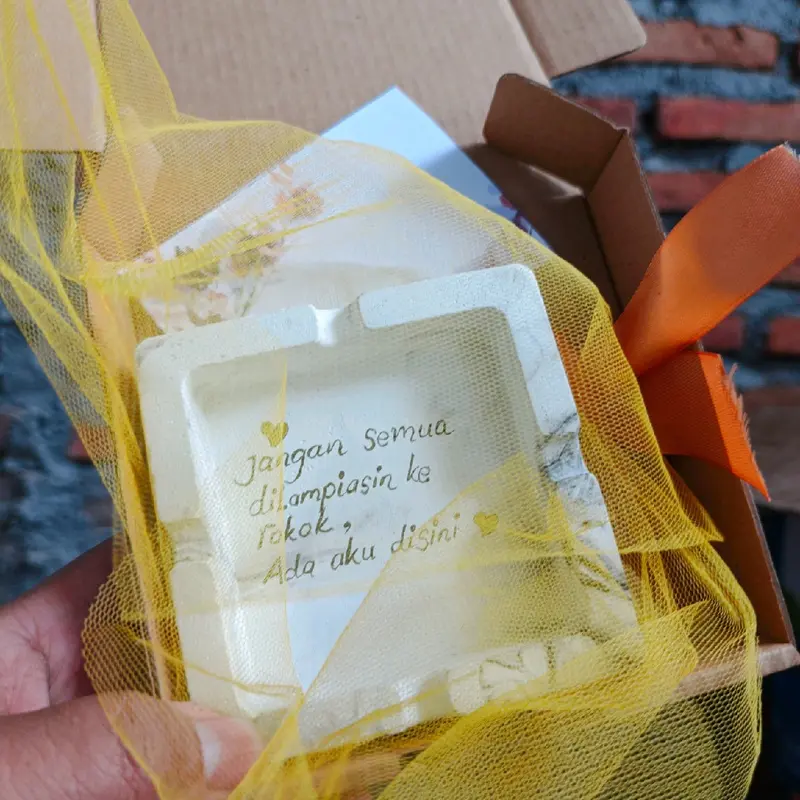 Jangan semua
dilampiasin ke
rokok,
Ada aku disini